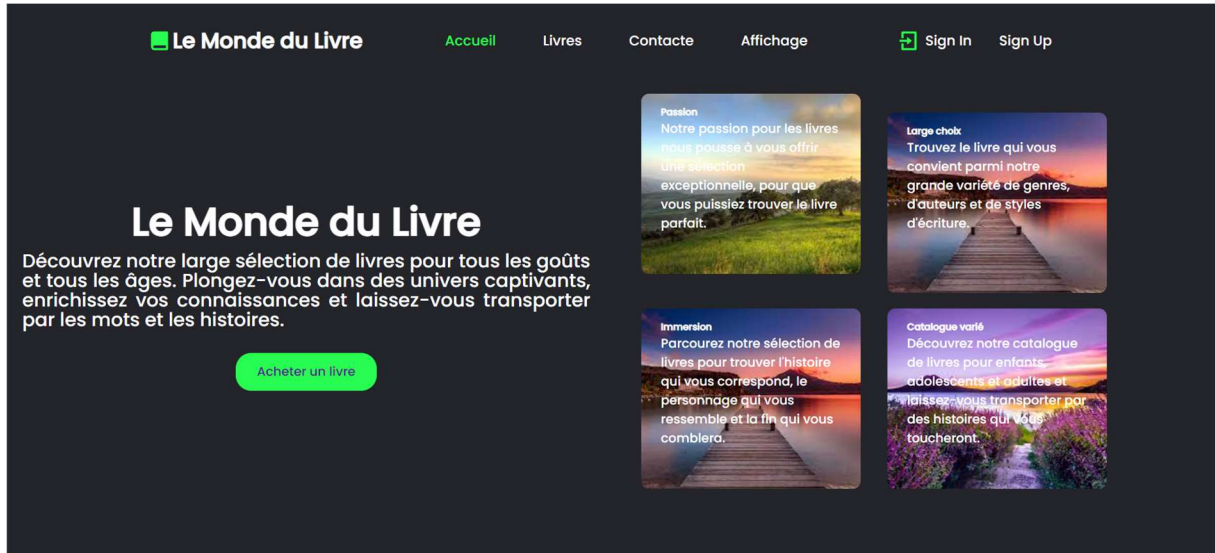 Le Monde du Livre
Accueil
Livres
Contacte
Affichage
Sign In
Sign Up
Le Monde du Livre
Découvrez notre large sélection de livres pour tous les goûts
et tous les âges. Plongez-vous dans des univers captivants,
enrichissez vos connaissances et laissez-vous transporter
par les mots et les histoires.
Acheter un livre
Passion
Notre passion pour les livres
nous pousse à vous offrir
une sélection
exceptionnelle, pour que
vous puissiez trouver le livre
parfait.
Large choix
Trouvez le livre qui vous
convient parmi notre
grande variété de genres,
d'auteurs et de styles
d'écriture.
Immersion
Parcourez notre sélection de
livres pour trouver l'histoire
qui vous correspond, le
personnage qui vous
ressemble et la fin qui vous
comblera.
Catalogue varié
Découvrez notre catalogue
de livres pour enfants,
adolescents et adultes et
laissez-vous transporter par
des histoires qui vous
toucheront.